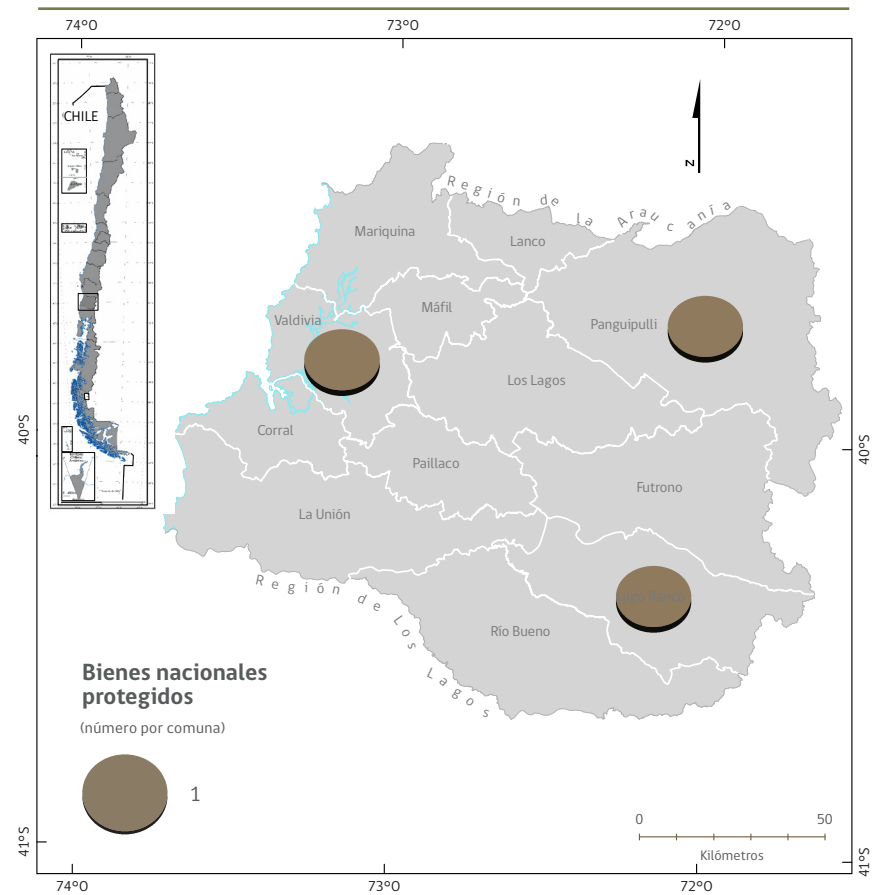 74°O
73°O
72°O
CHILE
N
Región de la Araucanía
Mariquina
Lanco
Máfil
Valdivia
Panguipulli
Los Lagos
40°S
40°S
Corral
Paillaco
Futrono
La Unión
Región de Los Lagos
Lago Ranco
Río Bueno
Bienes nacionales
protegidos
(número por comuna)
1
0
50
Kilómetros
41°S
41°S
74°O
73°O
72°O